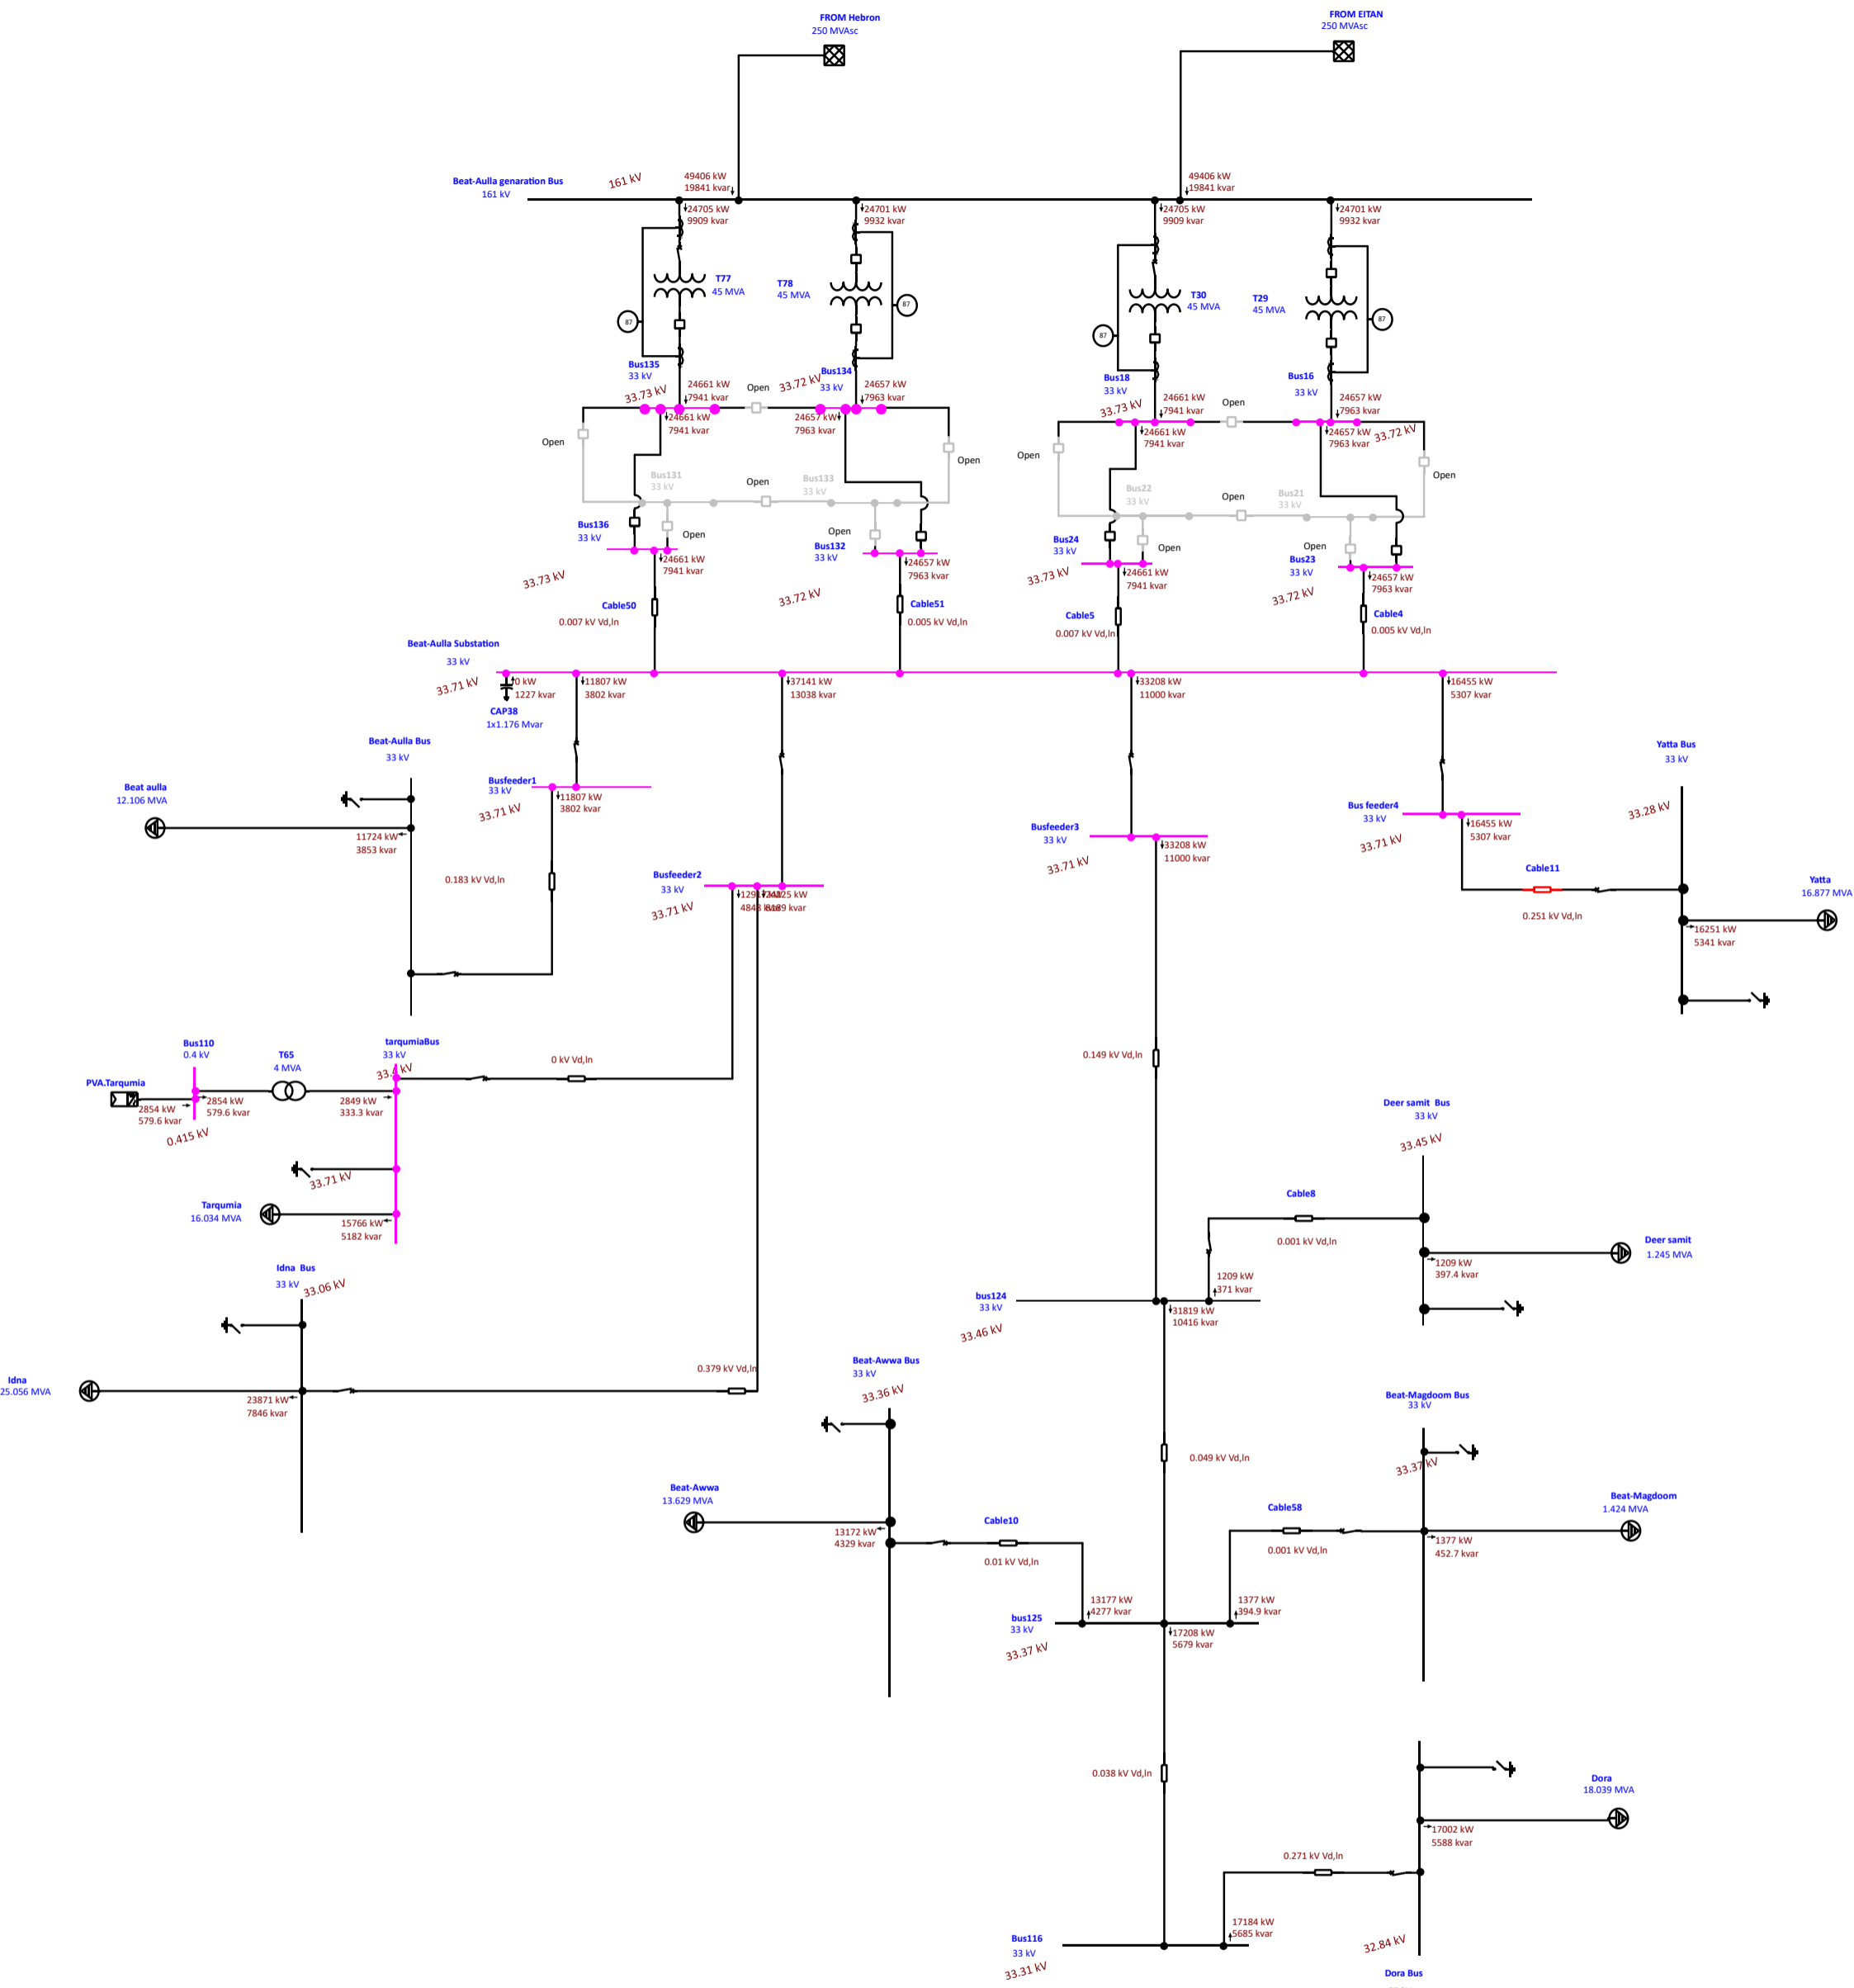 FROM Hebron
250 MVAsc
FROM EITAN
250 MVAsc
Beat-Aulla genaration Bus
161 kV
161 kV
49406 kW
19841 kvar
49406 kW
19841 kvar
24705 kW
9909 kvar
24701 kW
9932 kvar
24705 kW
9909 kvar
24701 kW
9932 kvar
T77
45 MVA
T78
45 MVA
T30
45 MVA
T29
45 MVA
87
87
87
87
Bus135
33 kV
33.73 kV
24661 kW
7941 kvar
Open
33.72 kV
Bus134
33 kV
24657 kW
7963 kvar
Bus18
33 kV
33.73 kV
24661 kW
7941 kvar
Open
Bus16
33 kV
24657 kW
7963 kvar
33.72 kV
24661 kW
7941 kvar
24657 kW
7963 kvar
24661 kW
7941 kvar
24657 kW
7963 kvar
Open
Open
Open
Open
Bus131
33 kV
Open
Bus133
33 kV
Bus22
33 kV
Open
Bus21
33 kV
Bus136
33 kV
Open
Open
Bus132
33 kV
Bus24
33 kV
Open
Open
Bus23
33 kV
24661 kW
7941 kvar
24657 kW
7963 kvar
24661 kW
7941 kvar
24657 kW
7963 kvar
33.73 kV
33.72 kV
33.73 kV
33.72 kV
Cable50
0.007 kV Vd,ln
Cable51
0.005 kV Vd,ln
Cable5
0.007 kV Vd,ln
Cable4
0.005 kV Vd,ln
Beat-Aulla Substation
33 kV
33.71 kV
0 kW
1227 kvar
CAP38
1x1.176 Mvar
11807 kW
3802 kvar
37141 kW
13038 kvar
33208 kW
11000 kvar
16455 kW
5307 kvar
Beat-Aulla Bus
33 kV
Yatta Bus
33 kV
33.28 kV
Beat aulla
12.106 MVA
11724 kW
3853 kvar
Busfeeder1
33 kV
33.71 kV
11807 kW
3802 kvar
0.183 kV Vd,ln
Busfeeder2
33 kV
33.71 kV
Busfeeder3
33 kV
33.71 kV
33208 kW
11000 kvar
Bus feeder4
33 kV
33.71 kV
16455 kW
5307 kvar
Cable11
0.251 kV Vd,ln
Yatta
16.877 MVA
16251 kW
5341 kvar
Bus110
0.4 kV
T65
4 MVA
tarqumiaBus
33 kV
0 kV Vd,ln
0.149 kV Vd,ln
PVA.Tarqumia
2854 kW
579.6 kvar
2854 kW
579.6 kvar
2849 kW
333.3 kvar
0.415 kV
33.71 kV
Tarqumia
16.034 MVA
15766 kW
5182 kvar
Deer samit Bus
33 kV
33.45 kV
Cable8
0.001 kV Vd,ln
Deer samit
1.245 MVA
1209 kW
397.4 kvar
1209 kW
371 kvar
bus124
33 kV
33.46 kV
31819 kW
10416 kvar
Idna Bus
33 kV
33.06 kV
Idna
25.056 MVA
23871 kW
7846 kvar
0.379 kV Vd,ln
Beat-Awwa Bus
33 kV
33.36 kV
Beat-Magdoom Bus
33 kV
33.37 kV
0.049 kV Vd,ln
Beat-Awwa
13.629 MVA
13172 kW
4329 kvar
Cable10
0.01 kV Vd,ln
Cable58
0.001 kV Vd,ln
Beat-Magdoom
1.424 MVA
1377 kW
452.7 kvar
13177 kW
4277 kvar
1377 kW
394.9 kvar
bus125
33 kV
33.37 kV
17208 kW
5679 kvar
0.038 kV Vd,ln
Dora
18.039 MVA
17002 kW
5588 kvar
0.271 kV Vd,ln
17184 kW
5685 kvar
Bus116
33 kV
33.31 kV
32.84 kV
Dora Bus